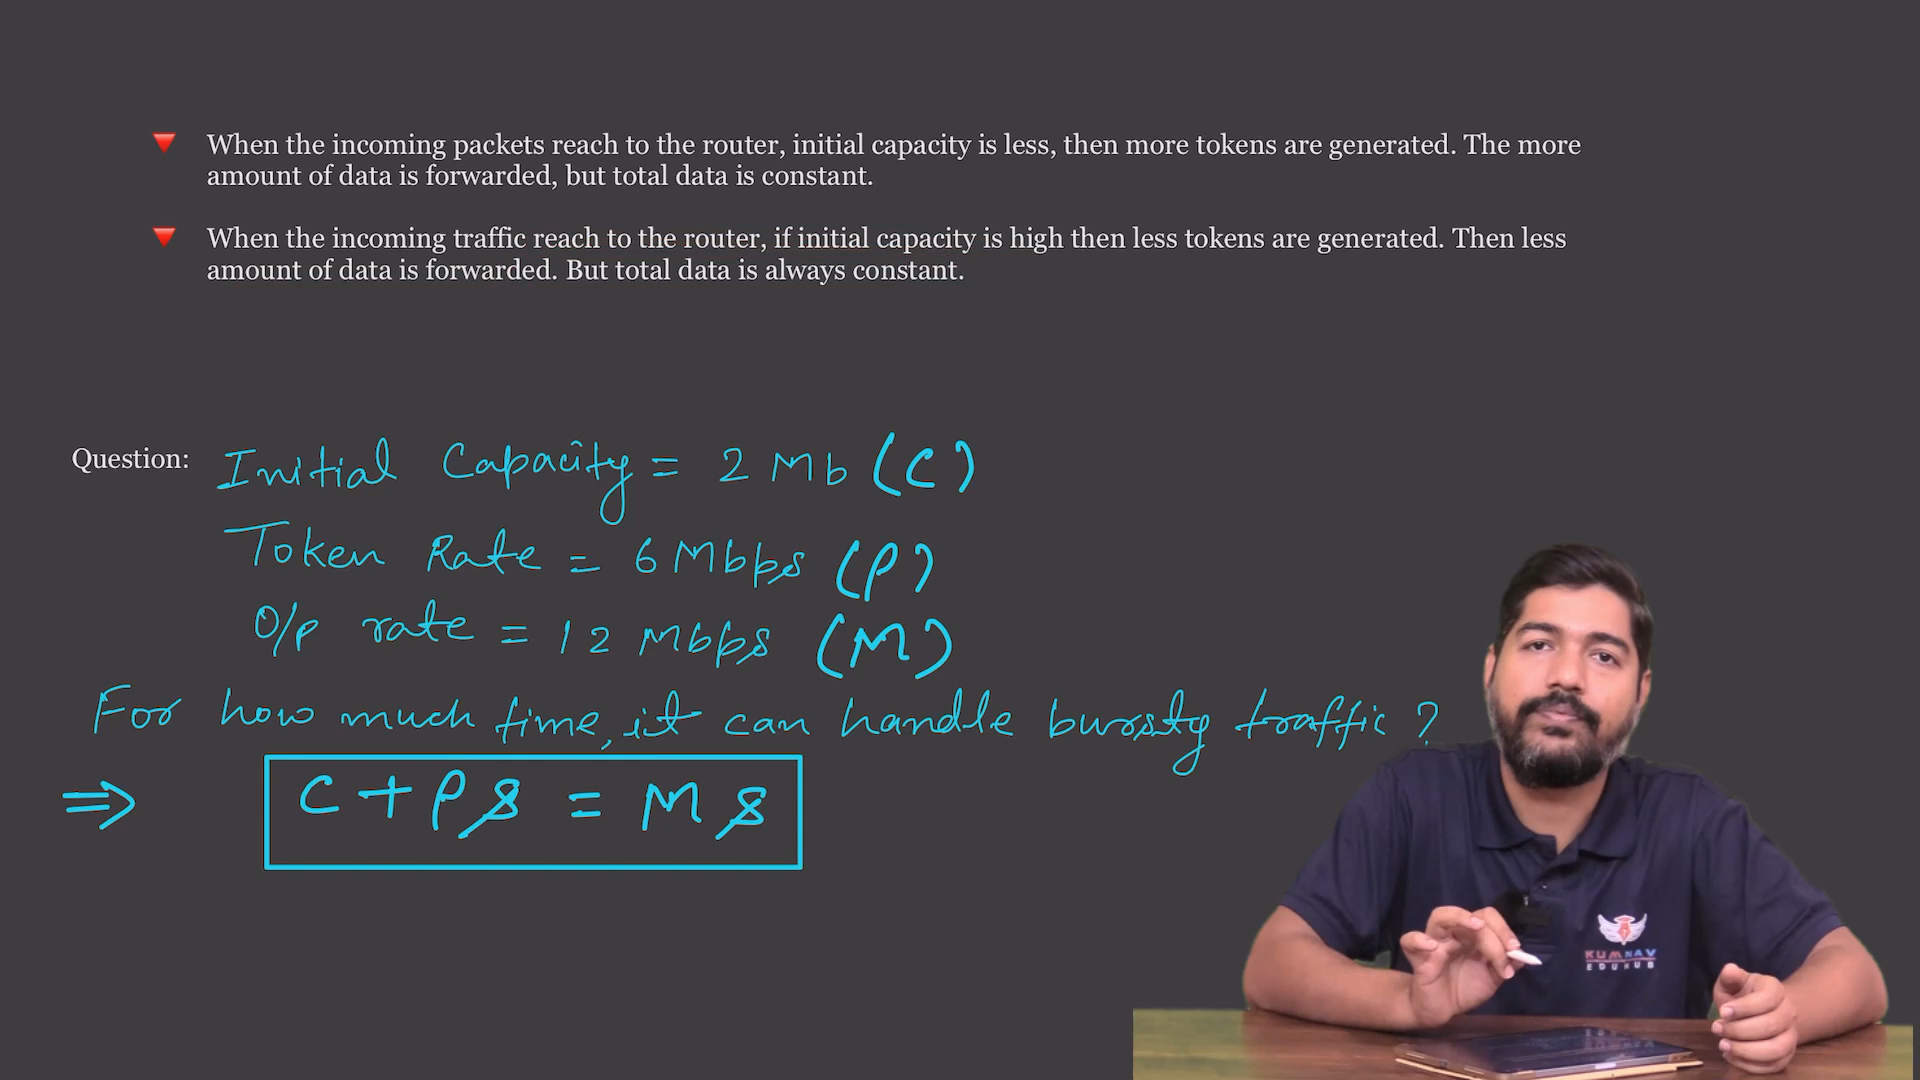 When the incoming packets reach to the router, initial capacity is less, then more tokens are generated. The more
amount of data is forwarded, but total data is constant.
When the incoming traffic reach to the router, if initial capacity is high then less tokens are generated. Then less
amount of data is forwarded. But total data is always constant.
Question: Initial Capacity = 2 Mb (C)
Token Rate = 6 Mbps (ρ)
O/p rate = 12 Mbps (M)
For how much time, it can handle bursty traffic ?
⇒ C + ρ s = M s
KUMNAV
EDUHUB